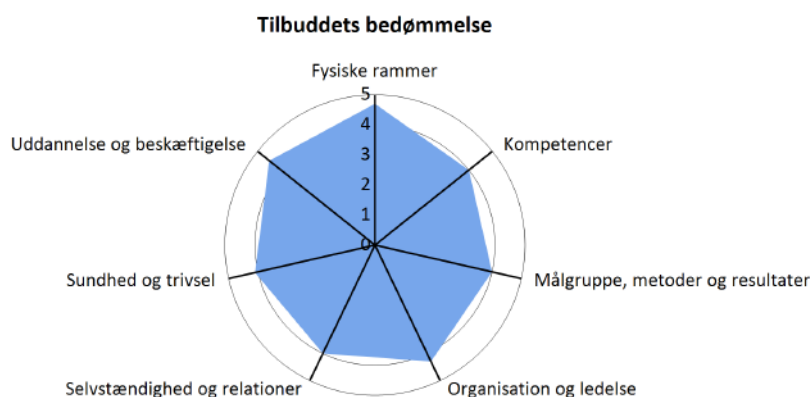 Tilbuddets bedømmelse
Fysiske rammer
5
4
3
2
1
0
Kompetencer
Målgruppe, metoder og resultater
Organisation og ledelse
Selvstændighed og relationer
Sundhed og trivsel
Uddannelse og beskæftigelse